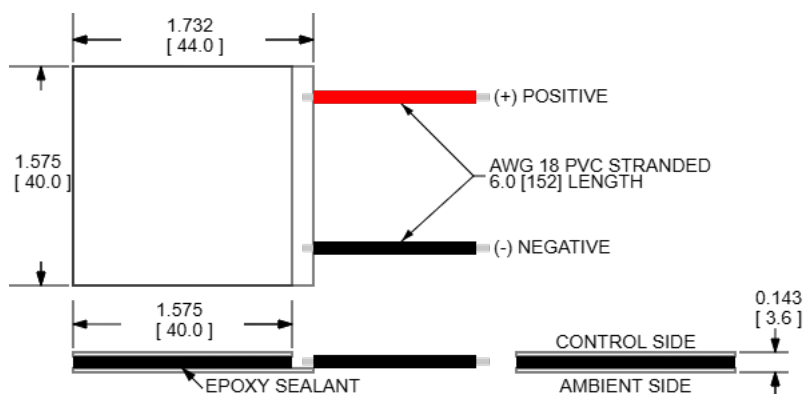 1.732
[ 44.0 ]
(+) POSITIVE
1.575
[ 40.0 ]
AWG 18 PVC STRANDED
6.0 [152] LENGTH
(-) NEGATIVE
1.575
[ 40.0 ]
0.143
[ 3.6 ]
CONTROL SIDE
EPOXY SEALANT
AMBIENT SIDE